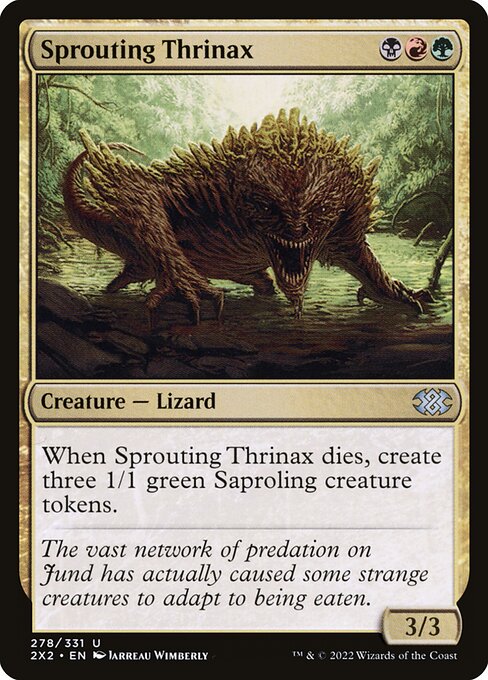 Sprouting Thrinax
Creature — Lizard
When Sprouting Thrinax dies, create
three 1/1 green Saproling creature
tokens.
The vast network of predation on
Jund has actually caused some strange
creatures to adapt to being eaten.
3/3
278/331 U
2X2 • EN Jarreau Wimberly
™ & © 2022 Wizards of the Coast